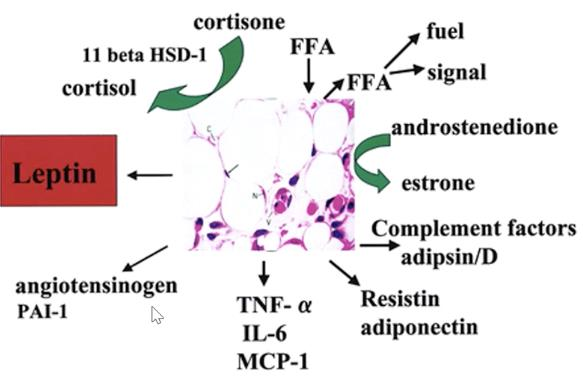 cortisone
11 beta HSD-1
cortisol
FFA
FFA
fuel
signal
androstenedione
estrone
Leptin
Complement factors
adipsin/D
angiotensinogen
PAI-1
TNF- α
IL-6
MCP-1
Resistin
adiponectin
C
N
V